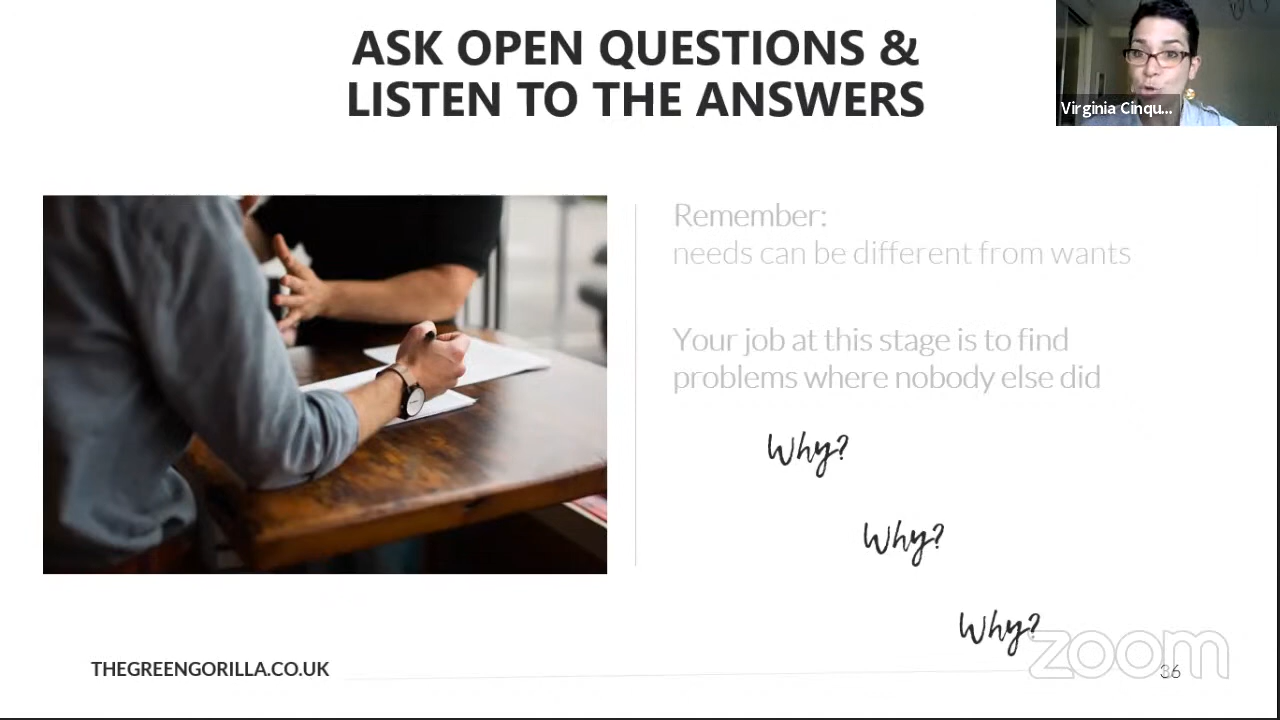 ASK OPEN QUESTIONS &
LISTEN TO THE ANSWERS
Virginia Cinqu...
Remember:
needs can be different from wants
Your job at this stage is to find
problems where nobody else did
Why?
Why?
Why?
THEGREENGORILLA.CO.UK
zoom
36